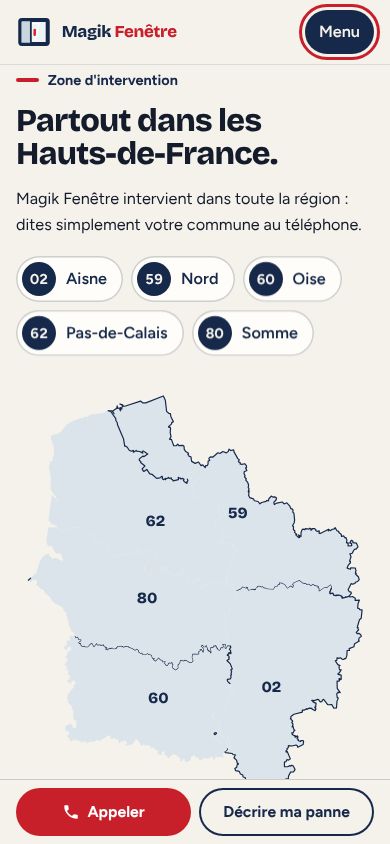 Magik Fenêtre
Menu
Zone d'intervention
Partout dans les
Hauts-de-France.
Magik Fenêtre intervient dans toute la région :
dites simplement votre commune au téléphone.
02 Aisne
59 Nord
60 Oise
62 Pas-de-Calais
80 Somme
62
59
80
60
02
Appeler
Décrire ma panne